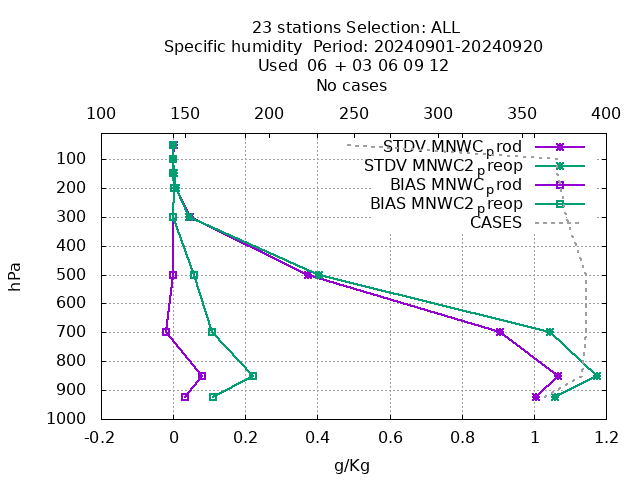 23 stations Selection: ALL
Specific humidity  Period: 20240901-20240920
Used  06 + 03 06 09 12
No cases
100 150 200 250 300 350 400
STDV MNWC_prod
STDV MNWC2_preop
BIAS MNWC_prod
BIAS MNWC2_preop
CASES
100
200
300
400
500
600
700
800
900
1000
hPa
-0.2 0 0.2 0.4 0.6 0.8 1 1.2
g/Kg